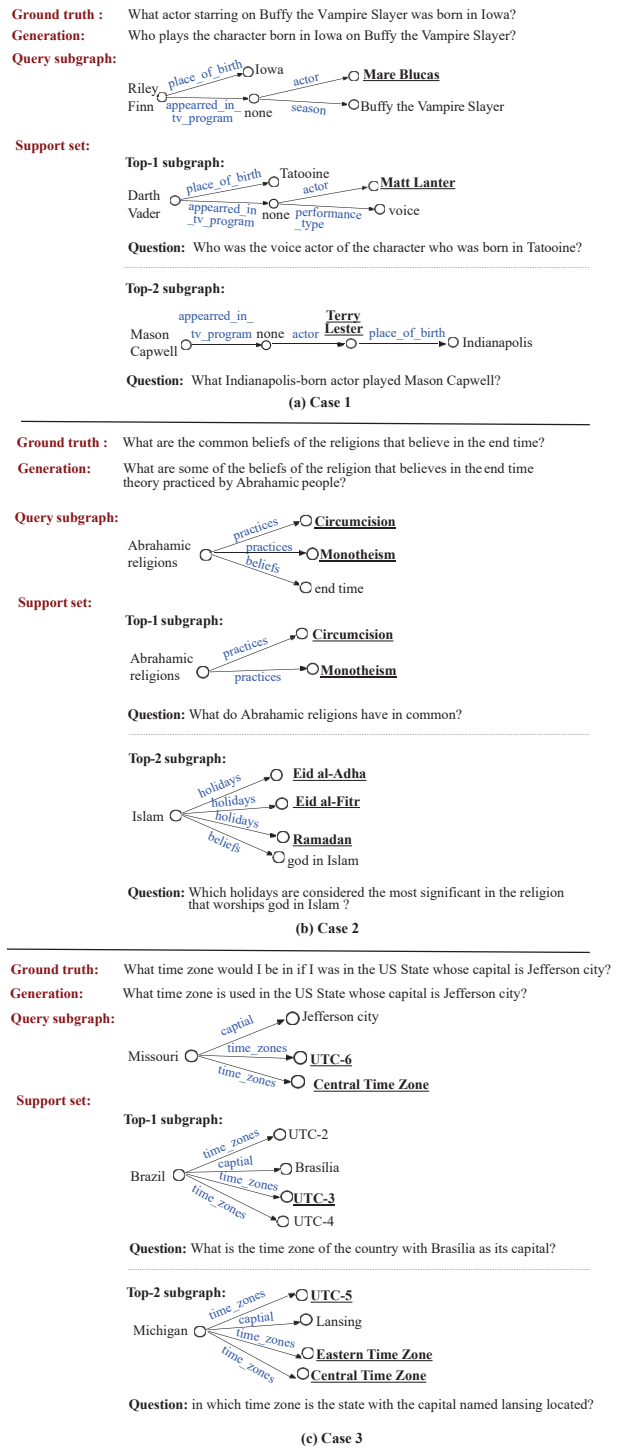 Ground truth : What actor starring on Buffy the Vampire Slayer was born in Iowa?
Generation: Who plays the character born in Iowa on Buffy the Vampire Slayer?
Query subgraph:
place_of_birth
Iowa
actor
Mare Blucas
Riley
Finn
appearred_in_
tv_program
none
season
Buffy the Vampire Slayer
Support set:
Top-1 subgraph:
place_of_birth
Tatooine
actor
Matt Lanter
Darth
Vader
appearred_in
_tv_program
none
performance
_type
voice
Question: Who was the voice actor of the character who was born in Tatooine?
Top-2 subgraph:
appearred_in_
tv_program
Mason
Capwell
none
actor
Terry
Lester
place_of_birth
Indianapolis
Question: What Indianapolis-born actor played Mason Capwell?
(a) Case 1
Ground truth : What are the common beliefs of the religions that believe in the end time?
Generation: What are some of the beliefs of the religion that believes in the end time
theory practiced by Abrahamic people?
Query subgraph:
practices
Circumcision
Abrahamic
religions
practices
Monotheism
beliefs
end time
Support set:
Top-1 subgraph:
practices
Circumcision
Abrahamic
religions
practices
Monotheism
Question: What do Abrahamic religions have in common?
Top-2 subgraph:
holidays
Eid al-Adha
holidays
Eid al-Fitr
Islam
holidays
Ramadan
beliefs
god in Islam
Question: Which holidays are considered the most significant in the religion
that worships god in Islam ?
(b) Case 2
Ground truth: What time zone would I be in if I was in the US State whose capital is Jefferson city?
Generation: What time zone is used in the US State whose capital is Jefferson city?
Query subgraph:
captial
Jefferson city
Missouri
time_zones
UTC-6
time_zones
Central Time Zone
Support set:
Top-1 subgraph:
time_zones
UTC-2
captial
Brasília
Brazil
time_zones
UTC-3
time_zones
UTC-4
Question: What is the time zone of the country with Brasília as its capital?
Top-2 subgraph:
time_zones
UTC-5
captial
Lansing
Michigan
time_zones
Eastern Time Zone
time_zones
Central Time Zone
Question: in which time zone is the state with the capital named lansing located?
(c) Case 3